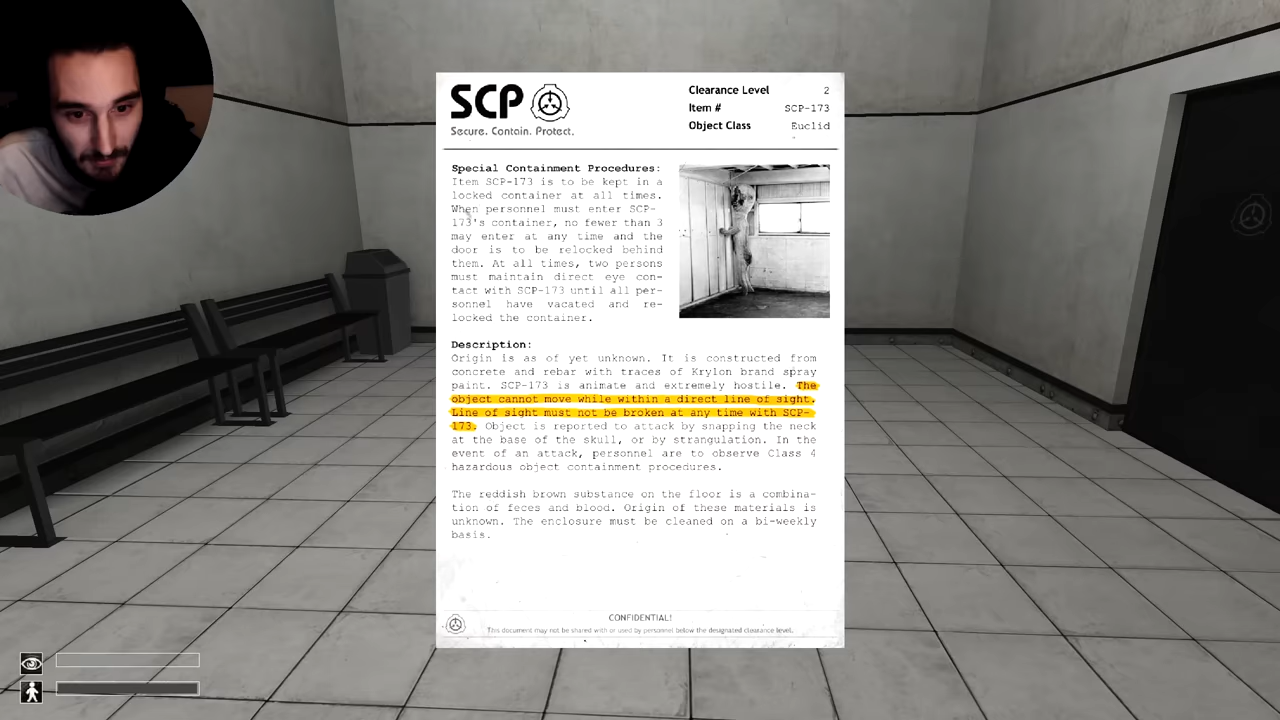 SCP
Secure. Contain. Protect.
Clearance Level 2
Item # SCP-173
Object Class Euclid
Special Containment Procedures:
Item SCP-173 is to be kept in a
locked container at all times.
When personnel must enter SCP-
173's container, no fewer than 3
may enter at any time and the
door is to be relocked behind
them. At all times, two persons
must maintain direct eye con-
tact with SCP-173 until all per-
sonnel have vacated and re-
locked the container.
Description:
Origin is as of yet unknown. It is constructed from
concrete and rebar with traces of Krylon brand spray
paint. SCP-173 is animate and extremely hostile. The
object cannot move while within a direct line of sight.
Line of sight must not be broken at any time with SCP-
173. Object is reported to attack by snapping the neck
at the base of the skull, or by strangulation. In the
event of an attack, personnel are to observe Class 4
hazardous object containment procedures.
The reddish brown substance on the floor is a combina-
tion of feces and blood. Origin of these materials is
unknown. The enclosure must be cleaned on a bi-weekly
basis.
CONFIDENTIAL!
This document may not be shared with or used by personnel below the designated clearance level.